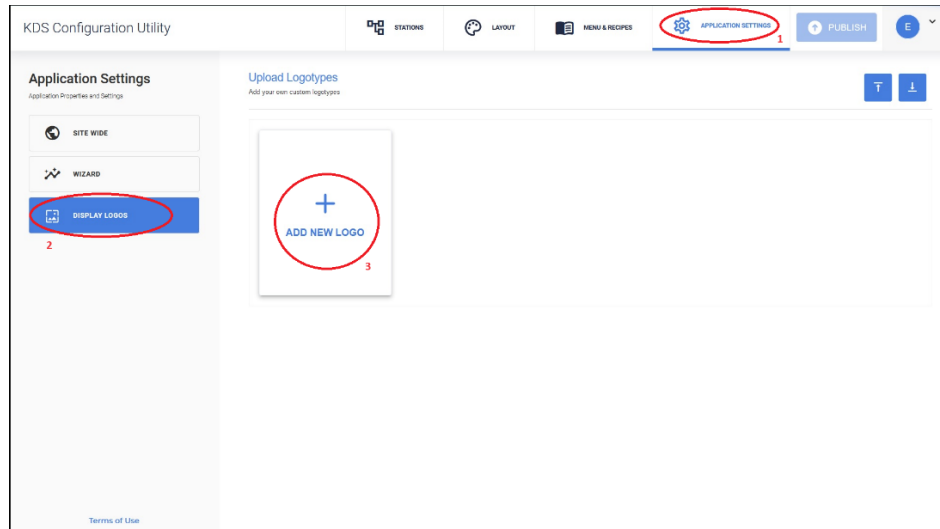 KDS Configuration Utility
STATIONS
LAYOUT
MENU & RECIPES
APPLICATION SETTINGS
1
PUBLISH
E
Application Settings
Application Properties and Settings
SITE WIDE
WIZARD
DISPLAY LOGOS
2
Upload Logotypes
Add your own custom logotypes
ADD NEW LOGO
3
Terms of Use